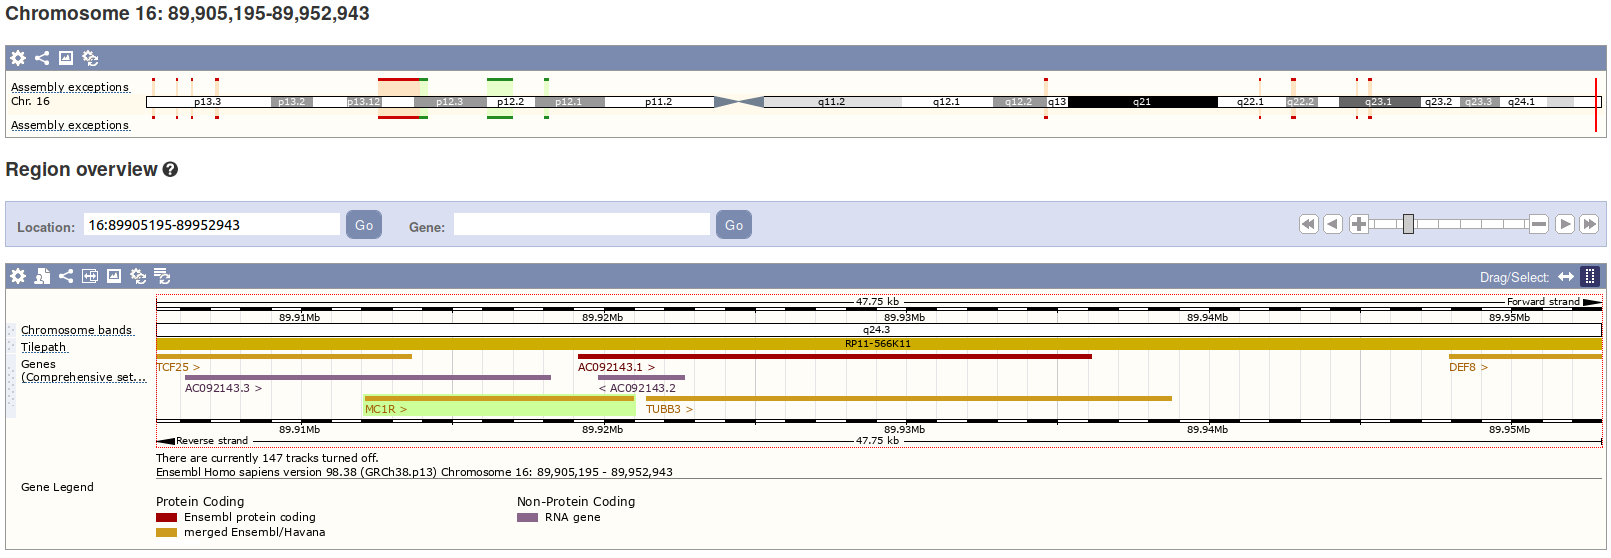 Chromosome 16: 89,905,195-89,952,943
Assembly exceptions
Chr. 16 p13.3 p13.2 p13.12 p12.3 p12.2 p12.1 p11.2 q11.2 q12.1 q12.2 q13 q21 q22.1 q22.2 q23.1 q23.2 q23.3 q24.1
Assembly exceptions
Region overview ?
Location: 16:89905195-89952943 Go Gene: Go
Drag/Select:
47.75 kb Forward strand
89.91Mb 89.92Mb 89.93Mb 89.94Mb 89.95Mb
Chromosome bands q24.3
Tilepath RP11-566K11
Genes
(Comprehensive set...
TCF25 > AC092143.1 > DEF8 >
AC092143.3 > < AC092143.2
MC1R > TUBB3 >
89.91Mb 89.92Mb 89.93Mb 89.94Mb 89.95Mb
Reverse strand 47.75 kb
There are currently 147 tracks turned off.
Ensembl Homo sapiens version 98.38 (GRCh38.p13) Chromosome 16: 89,905,195 - 89,952,943
Gene Legend
Protein Coding Non-Protein Coding
Ensembl protein coding RNA gene
merged Ensembl/Havana